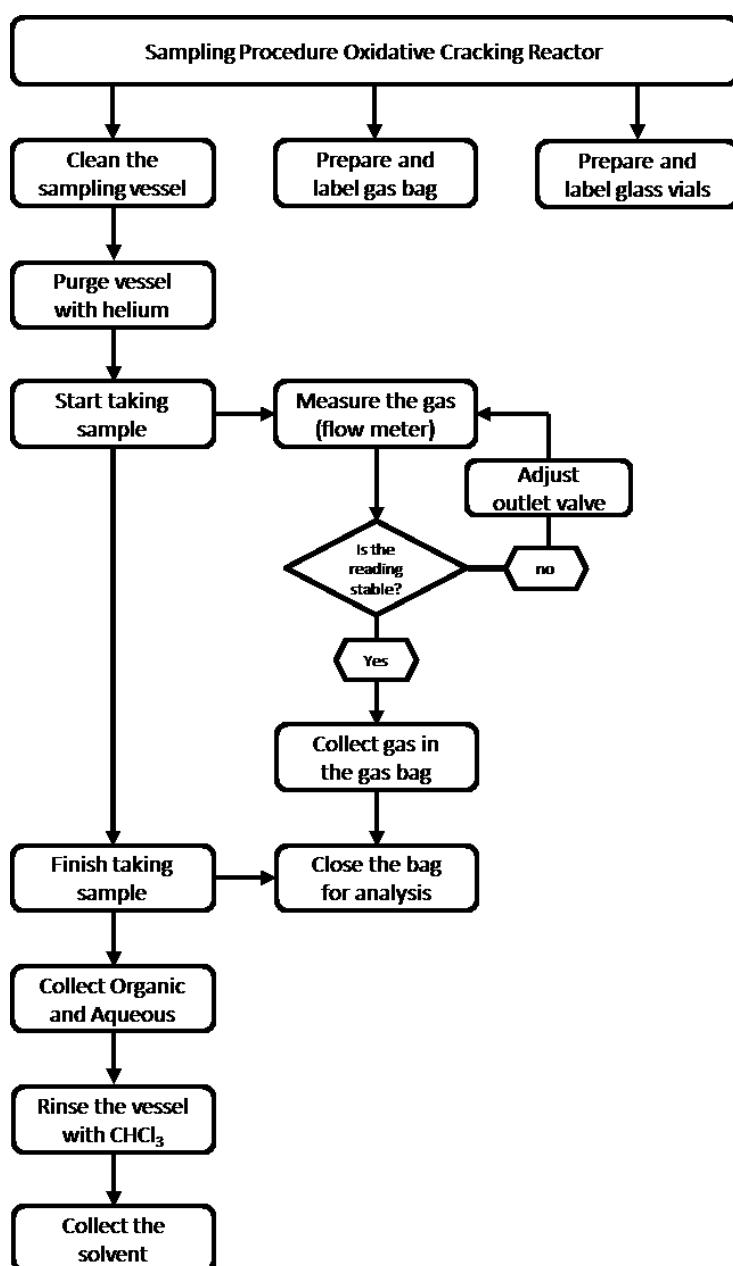 Sampling Procedure Oxidative Cracking Reactor
Clean the
sampling vessel
Prepare and
label gas bag
Prepare and
label glass vials
Purge vessel
with helium
Start taking
sample
Measure the gas
(flow meter)
Adjust
outlet valve
Is the
reading
stable?
no
Yes
Collect gas in
the gas bag
Finish taking
sample
Close the bag
for analysis
Collect Organic
and Aqueous
Rinse the vessel
with CHCl₃
Collect the
solvent